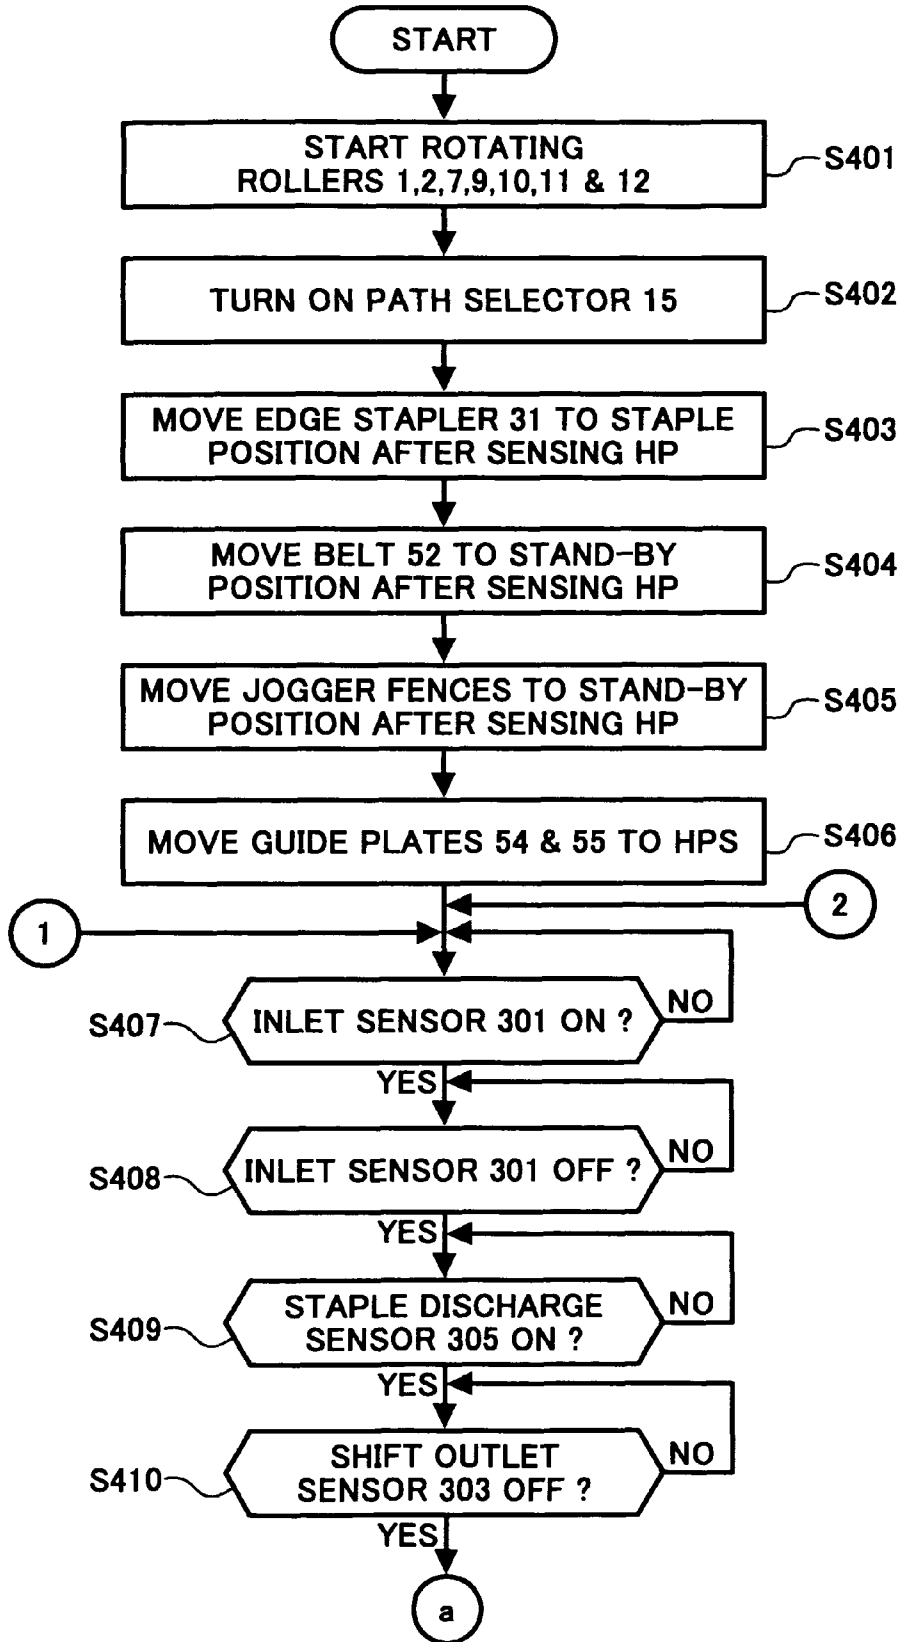 START
START ROTATING
ROLLERS 1,2,7,9,10,11 & 12
S401
TURN ON PATH SELECTOR 15
S402
MOVE EDGE STAPLER 31 TO STAPLE
POSITION AFTER SENSING HP
S403
MOVE BELT 52 TO STAND-BY
POSITION AFTER SENSING HP
S404
MOVE JOGGER FENCES TO STAND-BY
POSITION AFTER SENSING HP
S405
MOVE GUIDE PLATES 54 & 55 TO HPS
S406
2
1
INLET SENSOR 301 ON ?
NO
S407
YES
INLET SENSOR 301 OFF ?
NO
S408
YES
STAPLE DISCHARGE
SENSOR 305 ON ?
NO
S409
YES
SHIFT OUTLET
SENSOR 303 OFF ?
NO
S410
YES
a